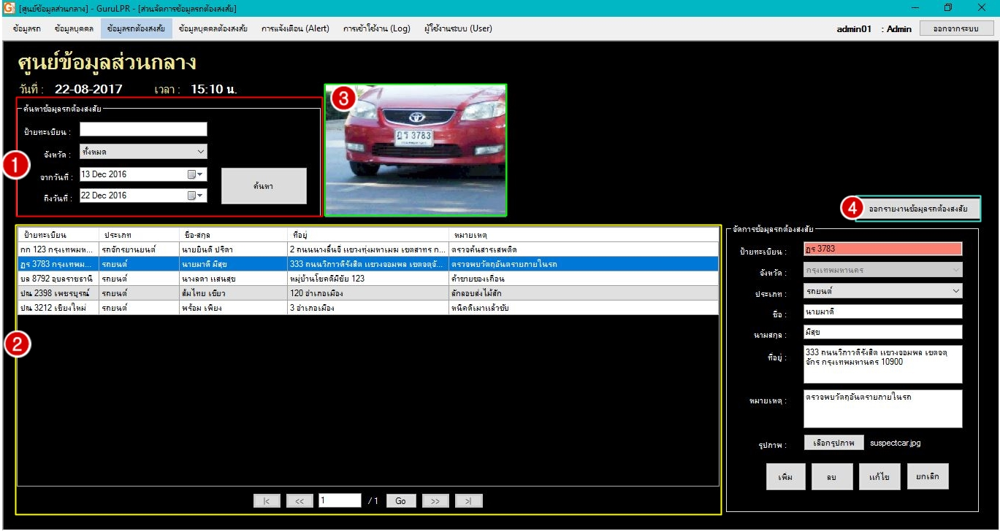 [ศูนย์ข้อมูลส่วนกลาง] - GuruLPR - [ส่วนจัดการข้อมูลรถต้องสงสัย]
ข้อมูลรถ ข้อมูลบุคคล ข้อมูลรถต้องสงสัย ข้อมูลบุคคลต้องสงสัย การแจ้งเตือน (Alert) การเข้าใช้งาน (Log) ผู้ใช้งานระบบ (User) admin01 : Admin ออกจากระบบ
ศูนย์ข้อมูลส่วนกลาง
วันที่ : 22-08-2017 เวลา : 15:10 น.
ค้นหาข้อมูลรถต้องสงสัย
ป้ายทะเบียน :
จังหวัด : ทั้งหมด
จากวันที่ : 13 Dec 2016
ถึงวันที่ : 22 Dec 2016
ค้นหา
1
3
ฎร 3783
4 ออกรายงานข้อมูลรถต้องสงสัย
2
ป้ายทะเบียน ประเภท ชื่อ-สกุล ที่อยู่ หมายเหตุ
กก 123 กรุงเทพมห... รถจักรยานยนต์ นายยินดี ปรีดา 2 ถนนนางลิ้นจี่ แขวงทุ่งมหาเมฆ เขตสาทร ก... ตรวจค้นสารเสพติด
ฎร 3783 กรุงเทพม... รถยนต์ นายมาดี มีสุข 333 ถนนวิภาวดีรังสิต แขวงจอมพล เขตจตุจั... ตรวจพบวัตถุอันตรายภายในรถ
บล 8792 อุบลราชธานี รถยนต์ นางลดา แสนสุข หมู่บ้านโชคดีมีชัย 123 ค้าขายของเถื่อน
ปณ 2398 เพชรบูรณ์ รถยนต์ ส้มไทย เขียว 120 อำเภอเมือง ลักลอบส่งไม้สัก
ปณ 3212 เชียงใหม่ รถยนต์ พร้อม เพียง 3 อำเภอเมือง หนีคดีเมาแล้วขับ
|< << 1 / 1 Go >> >|
จัดการข้อมูลรถต้องสงสัย
ป้ายทะเบียน : ฎร 3783
จังหวัด : กรุงเทพมหานคร
ประเภท : รถยนต์
ชื่อ : นายมาดี
นามสกุล : มีสุข
ที่อยู่ : 333 ถนนวิภาวดีรังสิต แขวงจอมพล เขตจตุ
จักร กรุงเทพมหานคร 10900
หมายเหตุ : ตรวจพบวัตถุอันตรายภายในรถ
รูปภาพ : เลือกรูปภาพ suspectcar.jpg
เพิ่ม ลบ แก้ไข ยกเลิก